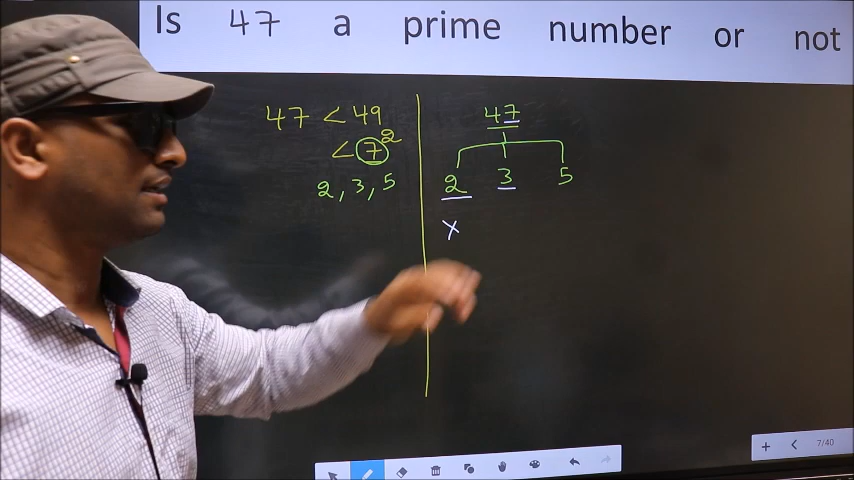 Is 47 a prime number or not
47 < 49
< 7²
2, 3, 5
47
2 3 5
X
7/40